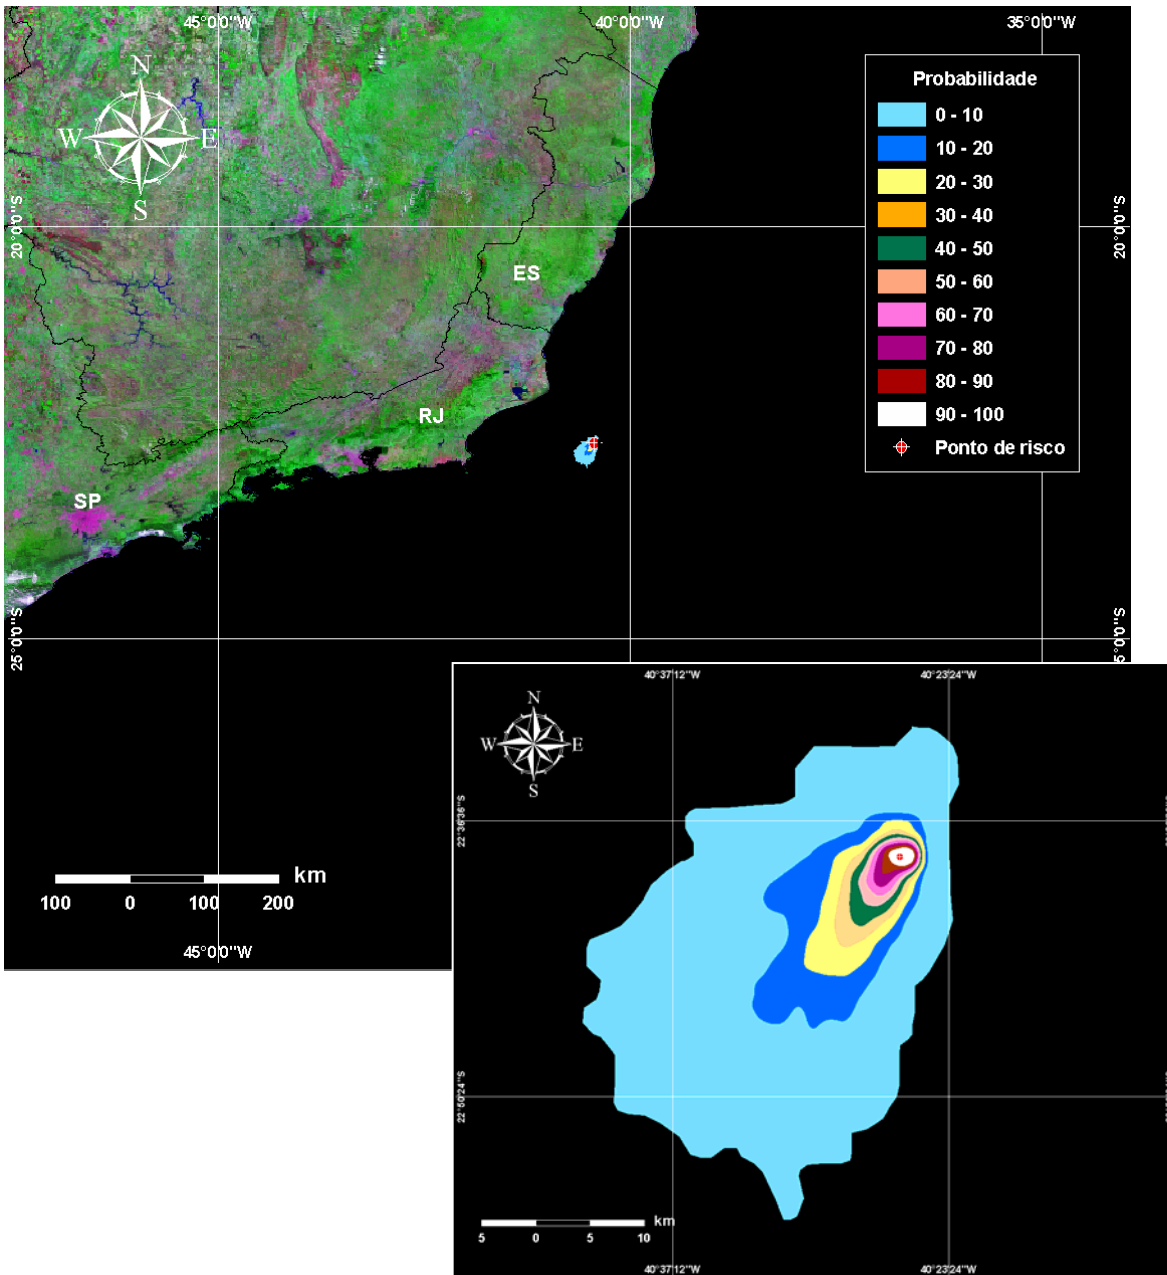 45°0'0"W
40°0'0"W
35°0'0"W
N
W
E
S
Probabilidade
0 - 10
10 - 20
20 - 30
30 - 40
40 - 50
50 - 60
60 - 70
70 - 80
80 - 90
90 - 100
Ponto de risco
20°0'0"S
20°0'0"S
ES
RJ
SP
25°0'0"S
5°0'0"S
km
100
0
100
200
45°0'0"W
40°37'12"W
40°23'24"W
N
W
E
S
22°36'36"S
22°50'24"S
km
5
0
5
10
40°37'12"W
40°23'24"W